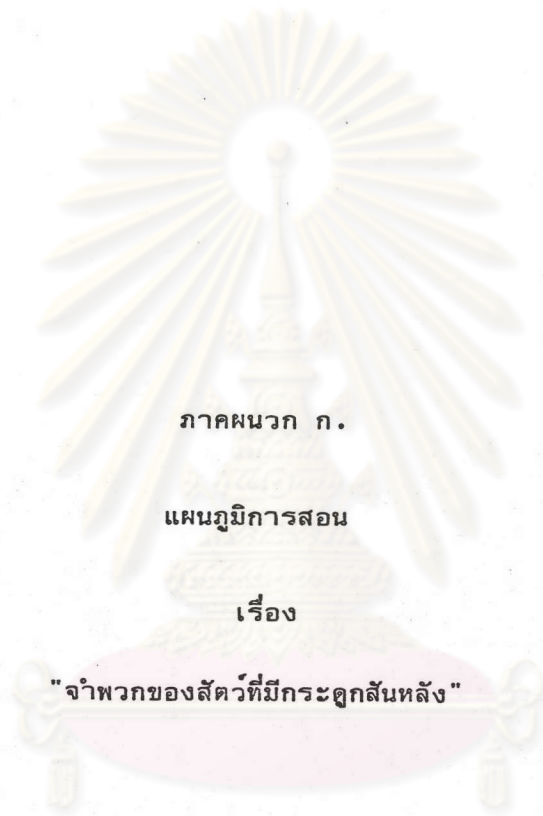 ภาคผนวก ก.
แผนภูมิการสอน
เรื่อง
"จำพวกของสัตว์ที่มีกระดูกสันหลัง"